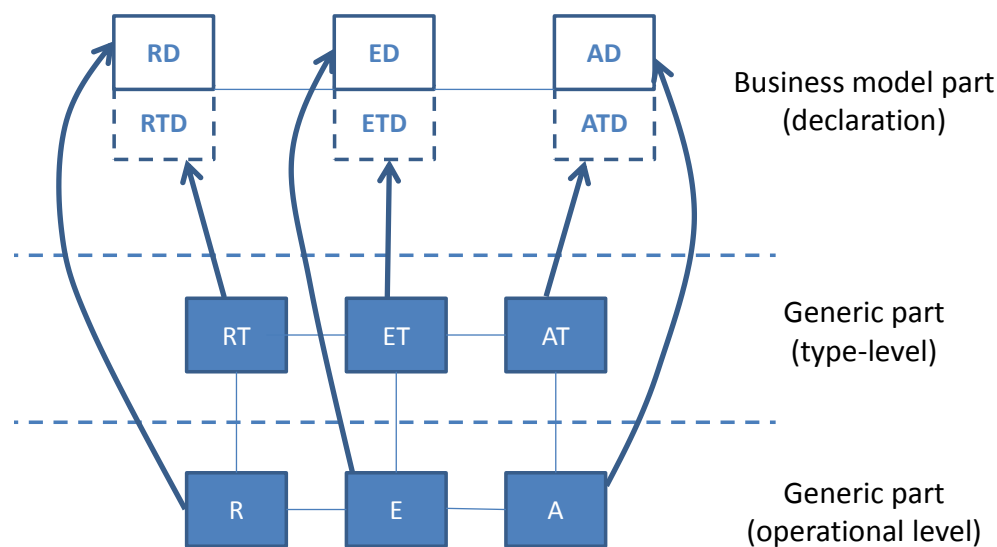 RD ED AD
Business model part
RTD ETD ATD
(declaration)
RT ET AT
Generic part
(type-level)
R E A
Generic part
(operational level)